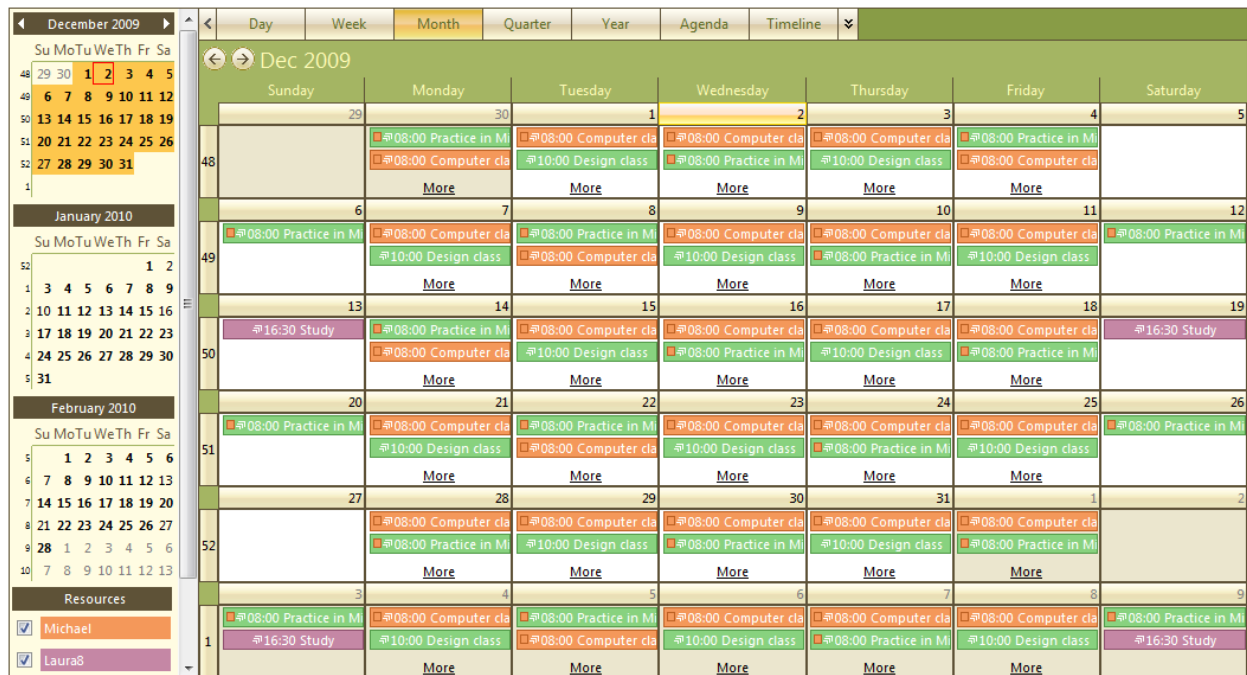 December 2009
Su Mo Tu We Th Fr Sa
48 29 30 1 2 3 4 5
49 6 7 8 9 10 11 12
50 13 14 15 16 17 18 19
51 20 21 22 23 24 25 26
52 27 28 29 30 31
1
January 2010
Su Mo Tu We Th Fr Sa
52 1 2
1 3 4 5 6 7 8 9
2 10 11 12 13 14 15 16
3 17 18 19 20 21 22 23
4 24 25 26 27 28 29 30
5 31
February 2010
Su Mo Tu We Th Fr Sa
5 1 2 3 4 5 6
6 7 8 9 10 11 12 13
7 14 15 16 17 18 19 20
8 21 22 23 24 25 26 27
9 28 1 2 3 4 5 6
10 7 8 9 10 11 12 13
Resources
Michael
Laura8
Day Week Month Quarter Year Agenda Timeline
Dec 2009
Sunday Monday Tuesday Wednesday Thursday Friday Saturday
29 30 1 2 3 4 5
48
08:00 Practice in Mi 08:00 Computer cla 08:00 Computer cla 08:00 Computer cla 08:00 Practice in Mi
08:00 Computer cla 10:00 Design class 08:00 Practice in Mi 10:00 Design class 08:00 Computer cla
More More More More More
6 7 8 9 10 11 12
49
08:00 Practice in Mi 08:00 Computer cla 08:00 Practice in Mi 08:00 Computer cla 08:00 Computer cla 08:00 Computer cla 08:00 Practice in Mi
10:00 Design class 08:00 Computer cla 10:00 Design class 08:00 Practice in Mi 10:00 Design class
More More More More More
13 14 15 16 17 18 19
50
16:30 Study 08:00 Practice in Mi 08:00 Computer cla 08:00 Computer cla 08:00 Computer cla 08:00 Computer cla 16:30 Study
08:00 Computer cla 10:00 Design class 08:00 Practice in Mi 10:00 Design class 08:00 Practice in Mi
More More More More More
20 21 22 23 24 25 26
51
08:00 Practice in Mi 08:00 Computer cla 08:00 Practice in Mi 08:00 Computer cla 08:00 Computer cla 08:00 Computer cla 08:00 Practice in Mi
10:00 Design class 08:00 Computer cla 10:00 Design class 08:00 Practice in Mi 10:00 Design class
More More More More More
27 28 29 30 31 1 2
52
08:00 Computer cla 08:00 Computer cla 08:00 Computer cla 08:00 Computer cla 08:00 Computer cla
08:00 Practice in Mi 10:00 Design class 08:00 Practice in Mi 10:00 Design class 08:00 Practice in Mi
More More More More More
3 4 5 6 7 8 9
1
08:00 Practice in Mi 08:00 Computer cla 08:00 Practice in Mi 08:00 Computer cla 08:00 Computer cla 08:00 Computer cla 08:00 Practice in Mi
16:30 Study 10:00 Design class 08:00 Computer cla 10:00 Design class 08:00 Practice in Mi 10:00 Design class 16:30 Study
More More More More More